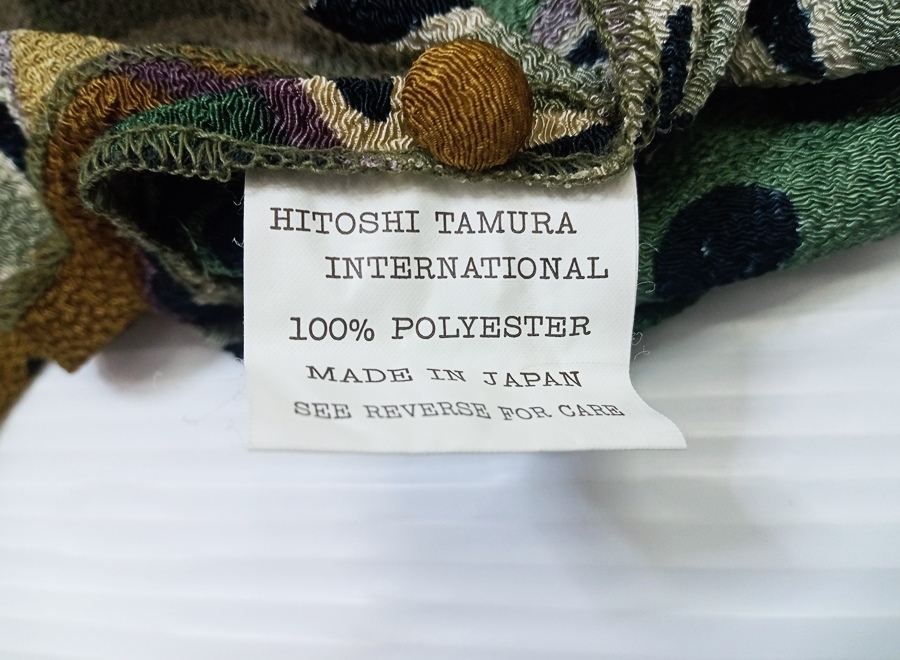 HITOSHI TAMURA
INTERNATIONAL
100% POLYESTER
MADE IN JAPAN
SEE REVERSE FOR CARE